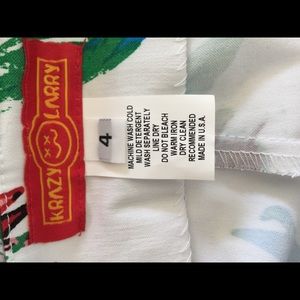 KRAZY LARRY
4
MACHINE WASH COLD
MILD DETERGENT
WASH SEPARATELY
LINE DRY
DO NOT BLEACH
WARM IRON
DRY CLEAN
RECOMMENDED
MADE IN U.S.A.